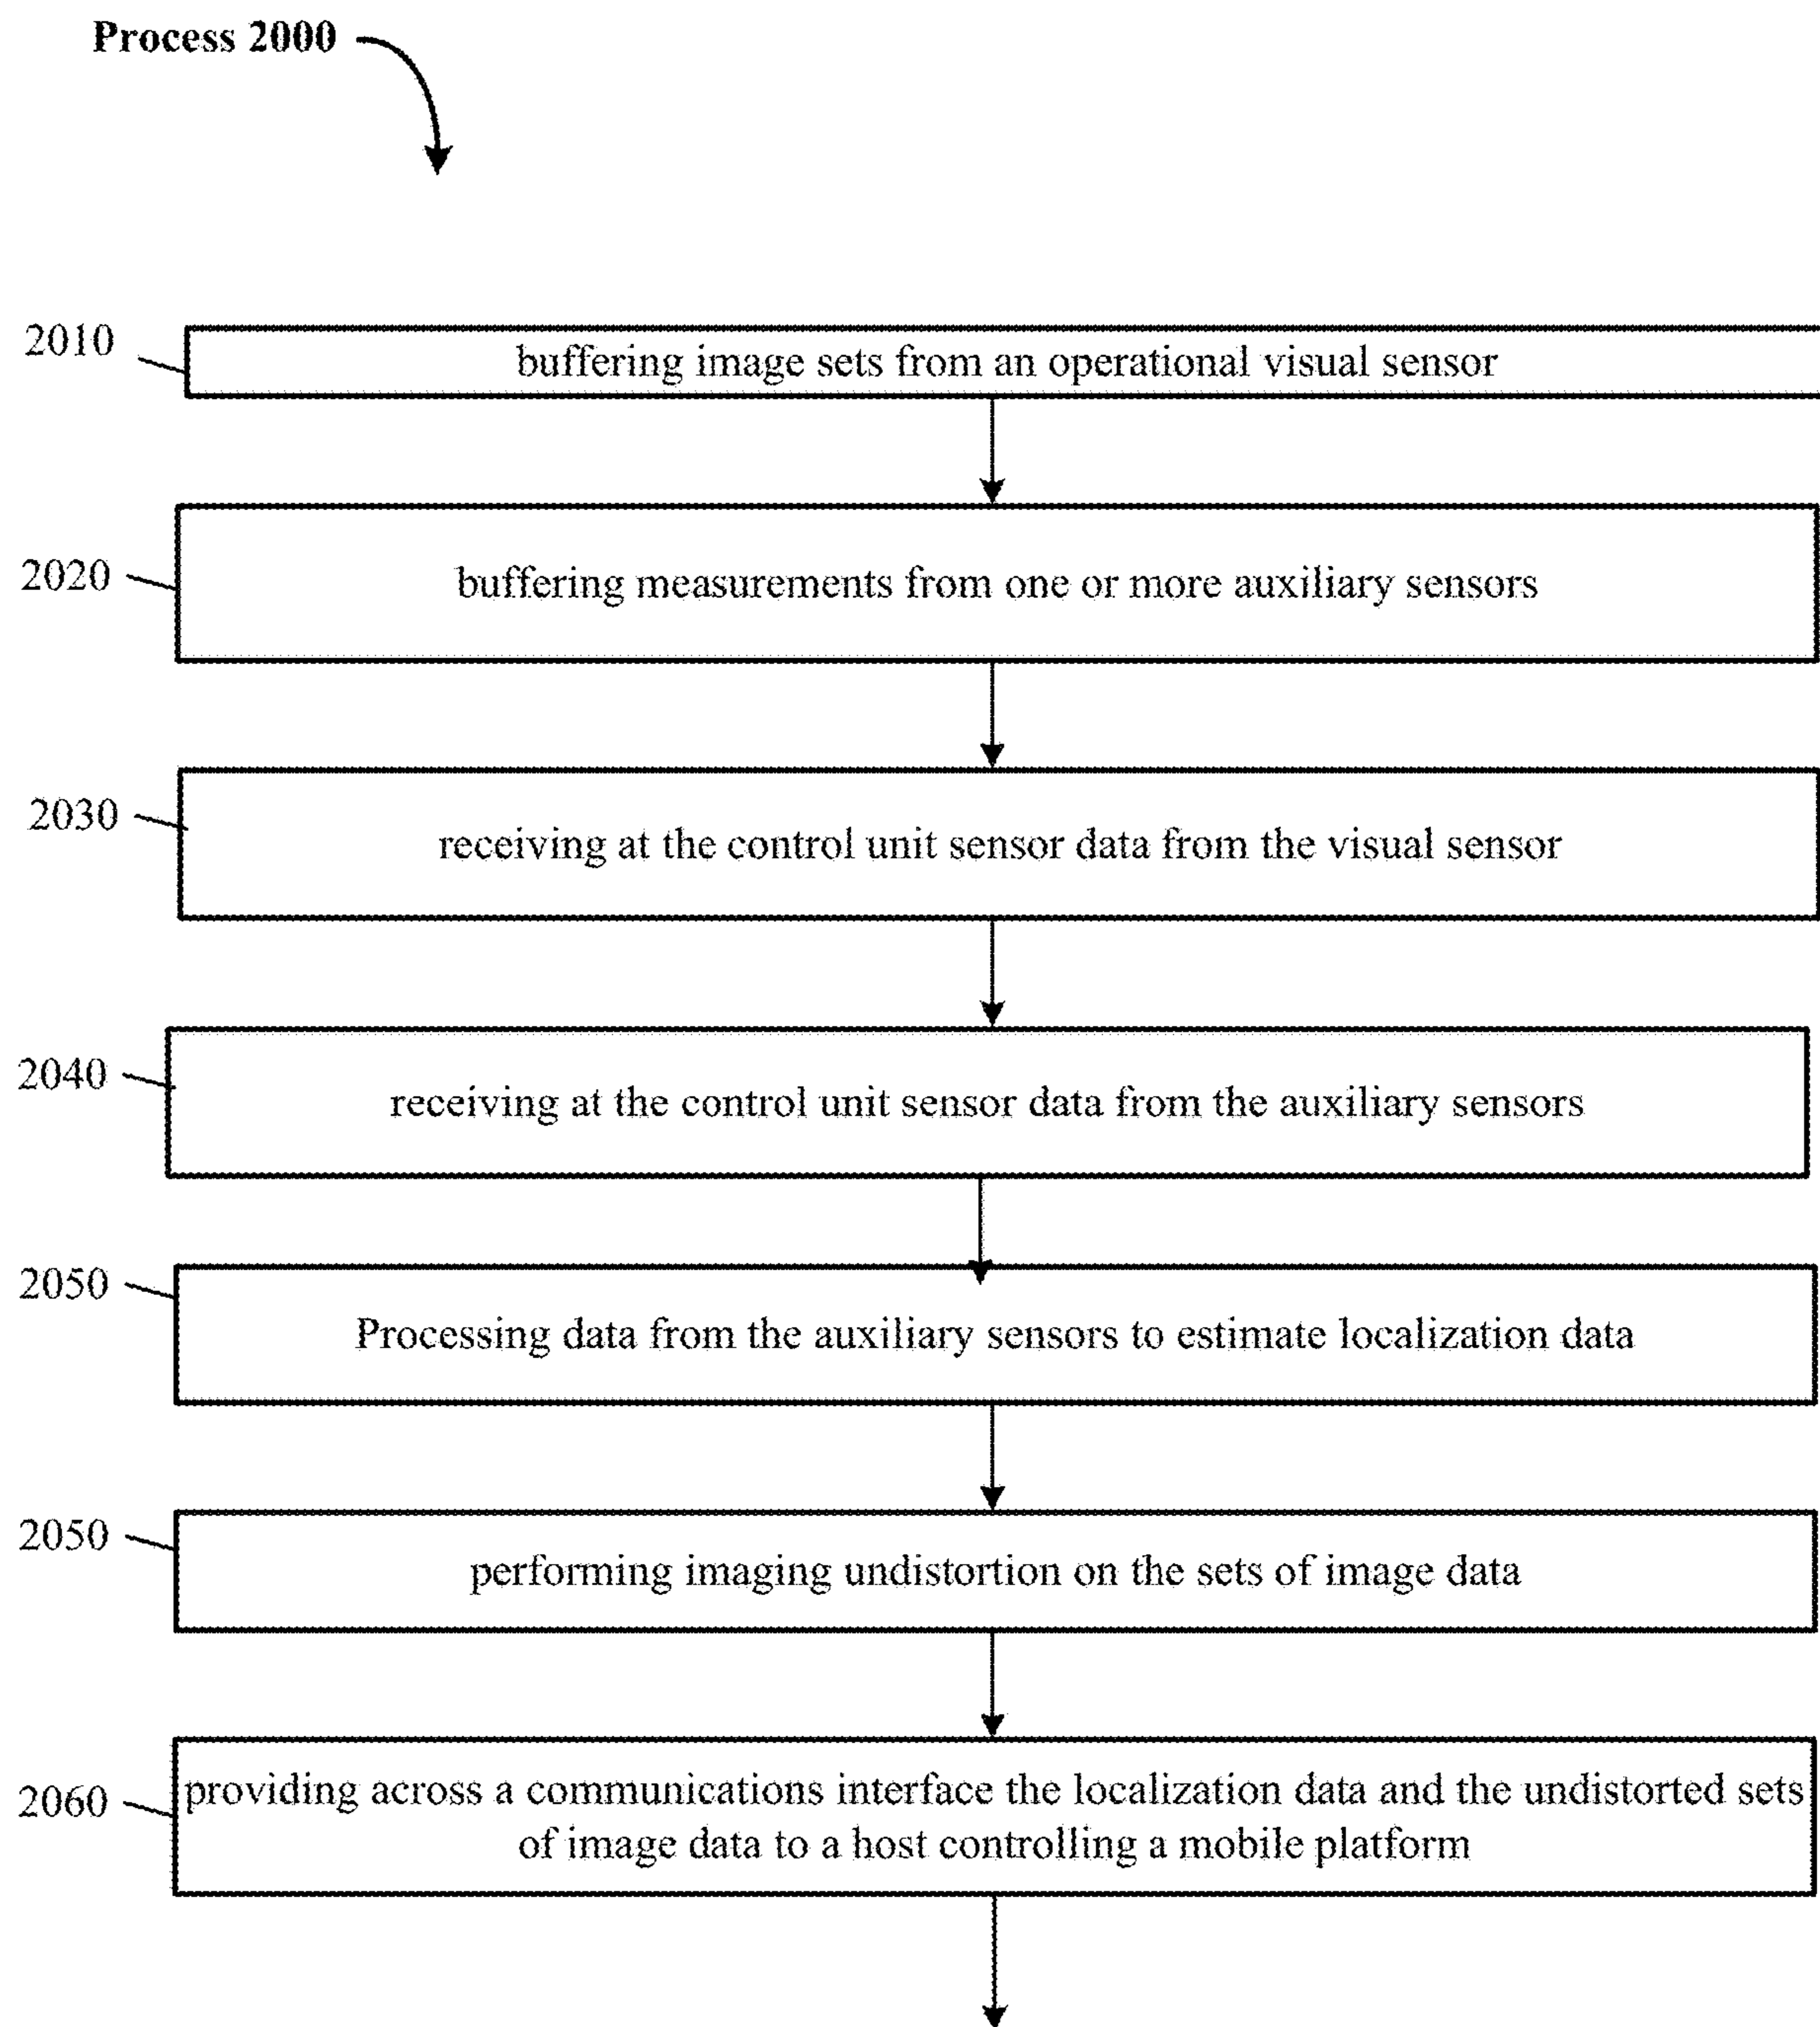 Process 2000
2010
buffering image sets from an operational visual sensor
2020
buffering measurements from one or more auxiliary sensors
2030
receiving at the control unit sensor data from the visual sensor
2040
receiving at the control unit sensor data from the auxiliary sensors
2050
Processing data from the auxiliary sensors to estimate localization data
2050
performing imaging undistortion on the sets of image data
2060
providing across a communications interface the localization data and the undistorted sets
of image data to a host controlling a mobile platform